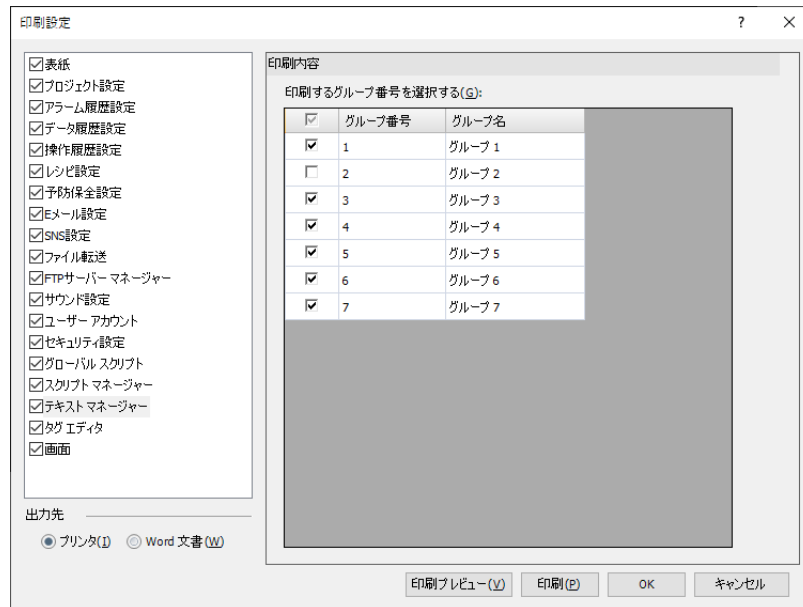 印刷設定
? ×
表紙
プロジェクト設定
アラーム履歴設定
データ履歴設定
操作履歴設定
レシピ設定
予防保全設定
Eメール設定
SNS設定
ファイル転送
FTPサーバー マネージャー
サウンド設定
ユーザー アカウント
セキュリティ設定
グローバル スクリプト
スクリプト マネージャー
テキスト マネージャー
タグ エディタ
画面
出力先
プリンタ(I) Word 文書(W)
印刷内容
印刷するグループ番号を選択する(G):
グループ番号 グループ名
1 グループ 1
2 グループ 2
3 グループ 3
4 グループ 4
5 グループ 5
6 グループ 6
7 グループ 7
印刷プレビュー(V) 印刷(P) OK キャンセル